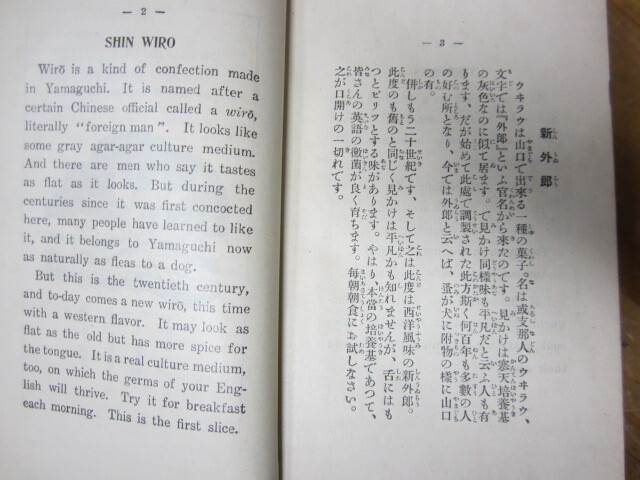 — 2 —
SHIN WIRO
Wirō is a kind of confection made
in Yamaguchi. It is named after a
certain Chinese official called a wirō,
literally "foreign man". It looks like
some gray agar-agar culture medium.
And there are men who say it tastes
as flat as it looks. But during the
centuries since it was first concocted
here, many people have learned to like
it, and it belongs to Yamaguchi now
as naturally as fleas to a dog.
But this is the twentieth century,
and to-day comes a new wirō, this time
with a western flavor. It may look as
flat as the old but has more spice for
the tongue. It is a real culture medium,
too, on which the germs of your Eng-
lish will thrive. Try it for breakfast
each morning. This is the first slice.
— 3 —
新外郎
ウヰラウは山口で出來る一種の菓子。名は或支那人のウヰラウ、
文字では『外郎』といふ官名から來たのです。見かけは寒天培養基
の灰色なのに似て居ます。で見かけ同様味も平凡だと云ふ人も有
ります、だが始めて此處で調製された此方斯く何百年も多數の人
の好む所となり、今では外郎と云へば、蚤が犬に附物の樣に山口
の有。
併しもう二十世紀です、そして之は此度は西洋風味の新外郎。
此度のも舊のと同じく見かけは平凡かも知れませんが、舌にはも
つとピリツとする味があります。やはり、本當の培養基であつて、
皆さんの英語の黴菌が良く育ちます。每朝朝食にお試しなさい。
之が口開けの一切れです。